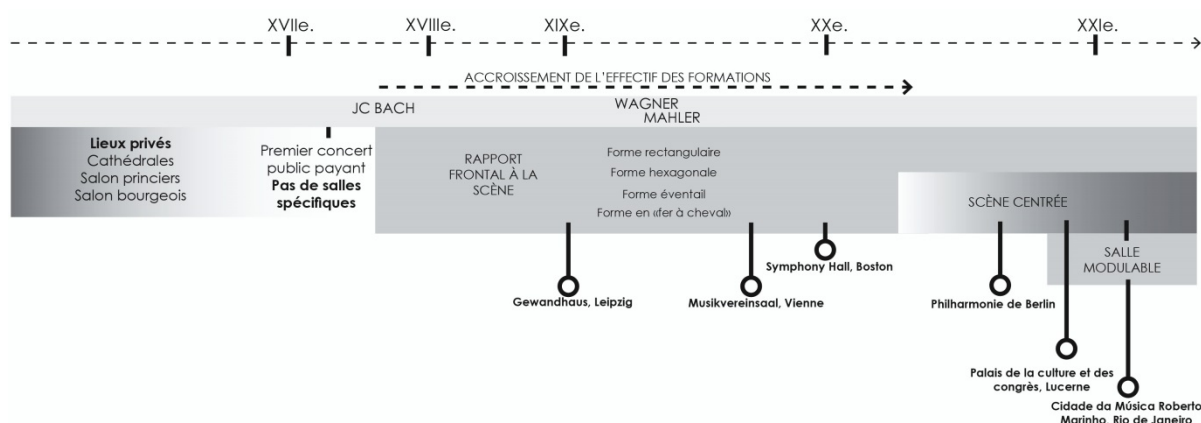 XVIIe.
XVIIIe.
XIXe.
XXe.
XXIe.
ACCROISSEMENT DE L'EFFECTIF DES FORMATIONS
JC BACH
WAGNER
MAHLER
Lieux privés
Cathédrales
Salon princiers
Salon bourgeois
Premier concert
public payant
Pas de salles
spécifiques
RAPPORT
FRONTAL À LA
SCÈNE
Forme rectangulaire
Forme hexagonale
Forme éventail
Forme en «fer à cheval»
SCÈNE CENTRÉE
SALLE
MODULABLE
Gewandhaus, Leipzig
Musikvereinsaal, Vienne
Symphony Hall, Boston
Philharmonie de Berlin
Palais de la culture et des
congrès, Lucerne
Cidade da Música Roberto
Marinho, Rio de Janeiro